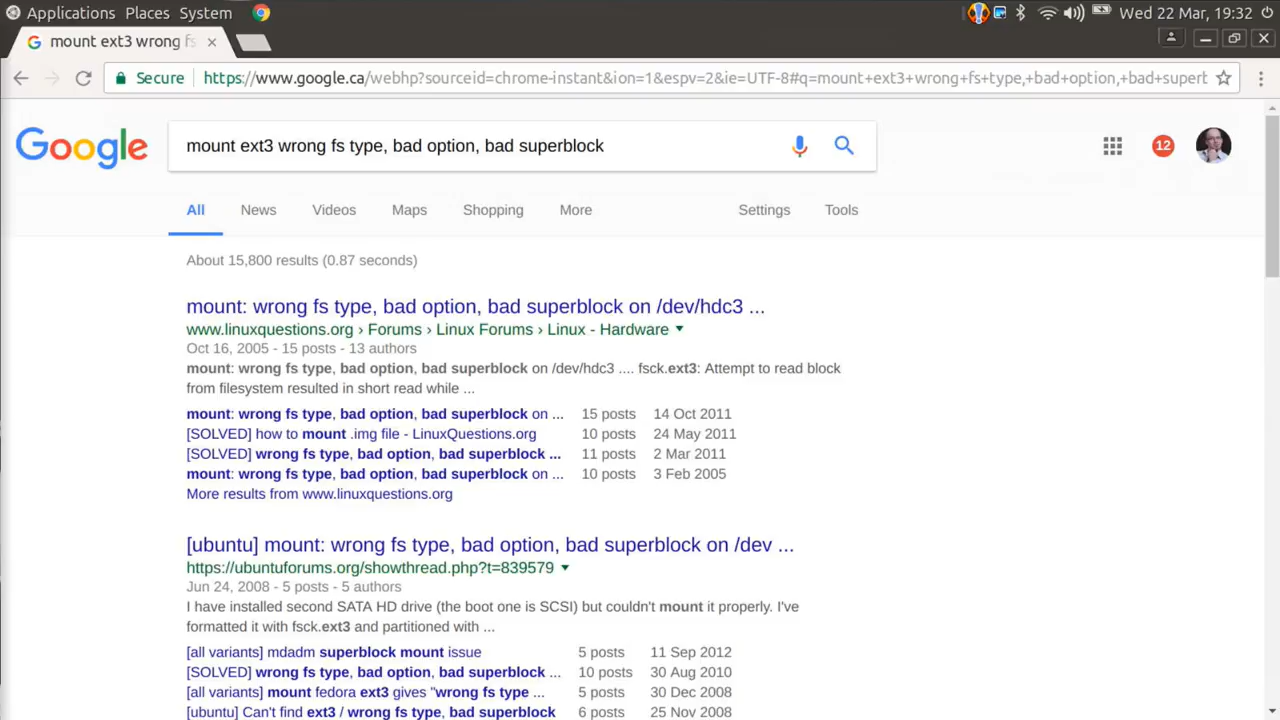 Applications Places System
Wed 22 Mar, 19:32
mount ext3 wrong fs
Secure https://www.google.ca/webhp?sourceid=chrome-instant&ion=1&espv=2&ie=UTF-8#q=mount+ext3+wrong+fs+type,+bad+option,+bad+supert
Google mount ext3 wrong fs type, bad option, bad superblock 12
All News Videos Maps Shopping More Settings Tools
About 15,800 results (0.87 seconds)
mount: wrong fs type, bad option, bad superblock on /dev/hdc3 ...
www.linuxquestions.org › Forums › Linux Forums › Linux - Hardware
Oct 16, 2005 - 15 posts - 13 authors
mount: wrong fs type, bad option, bad superblock on /dev/hdc3 .... fsck.ext3: Attempt to read block
from filesystem resulted in short read while ...
mount: wrong fs type, bad option, bad superblock on ... 15 posts 14 Oct 2011
[SOLVED] how to mount .img file - LinuxQuestions.org 10 posts 24 May 2011
[SOLVED] wrong fs type, bad option, bad superblock ... 11 posts 2 Mar 2011
mount: wrong fs type, bad option, bad superblock on ... 10 posts 3 Feb 2005
More results from www.linuxquestions.org
[ubuntu] mount: wrong fs type, bad option, bad superblock on /dev ...
https://ubuntuforums.org/showthread.php?t=839579
Jun 24, 2008 - 5 posts - 5 authors
I have installed second SATA HD drive (the boot one is SCSI) but couldn't mount it properly. I've
formatted it with fsck.ext3 and partitioned with ...
[all variants] mdadm superblock mount issue 5 posts 11 Sep 2012
[SOLVED] wrong fs type, bad option, bad superblock ... 10 posts 30 Aug 2010
[all variants] mount fedora ext3 gives "wrong fs type ... 5 posts 30 Dec 2008
[ubuntu] Can't find ext3 / wrong fs type, bad superblock 6 posts 25 Nov 2008